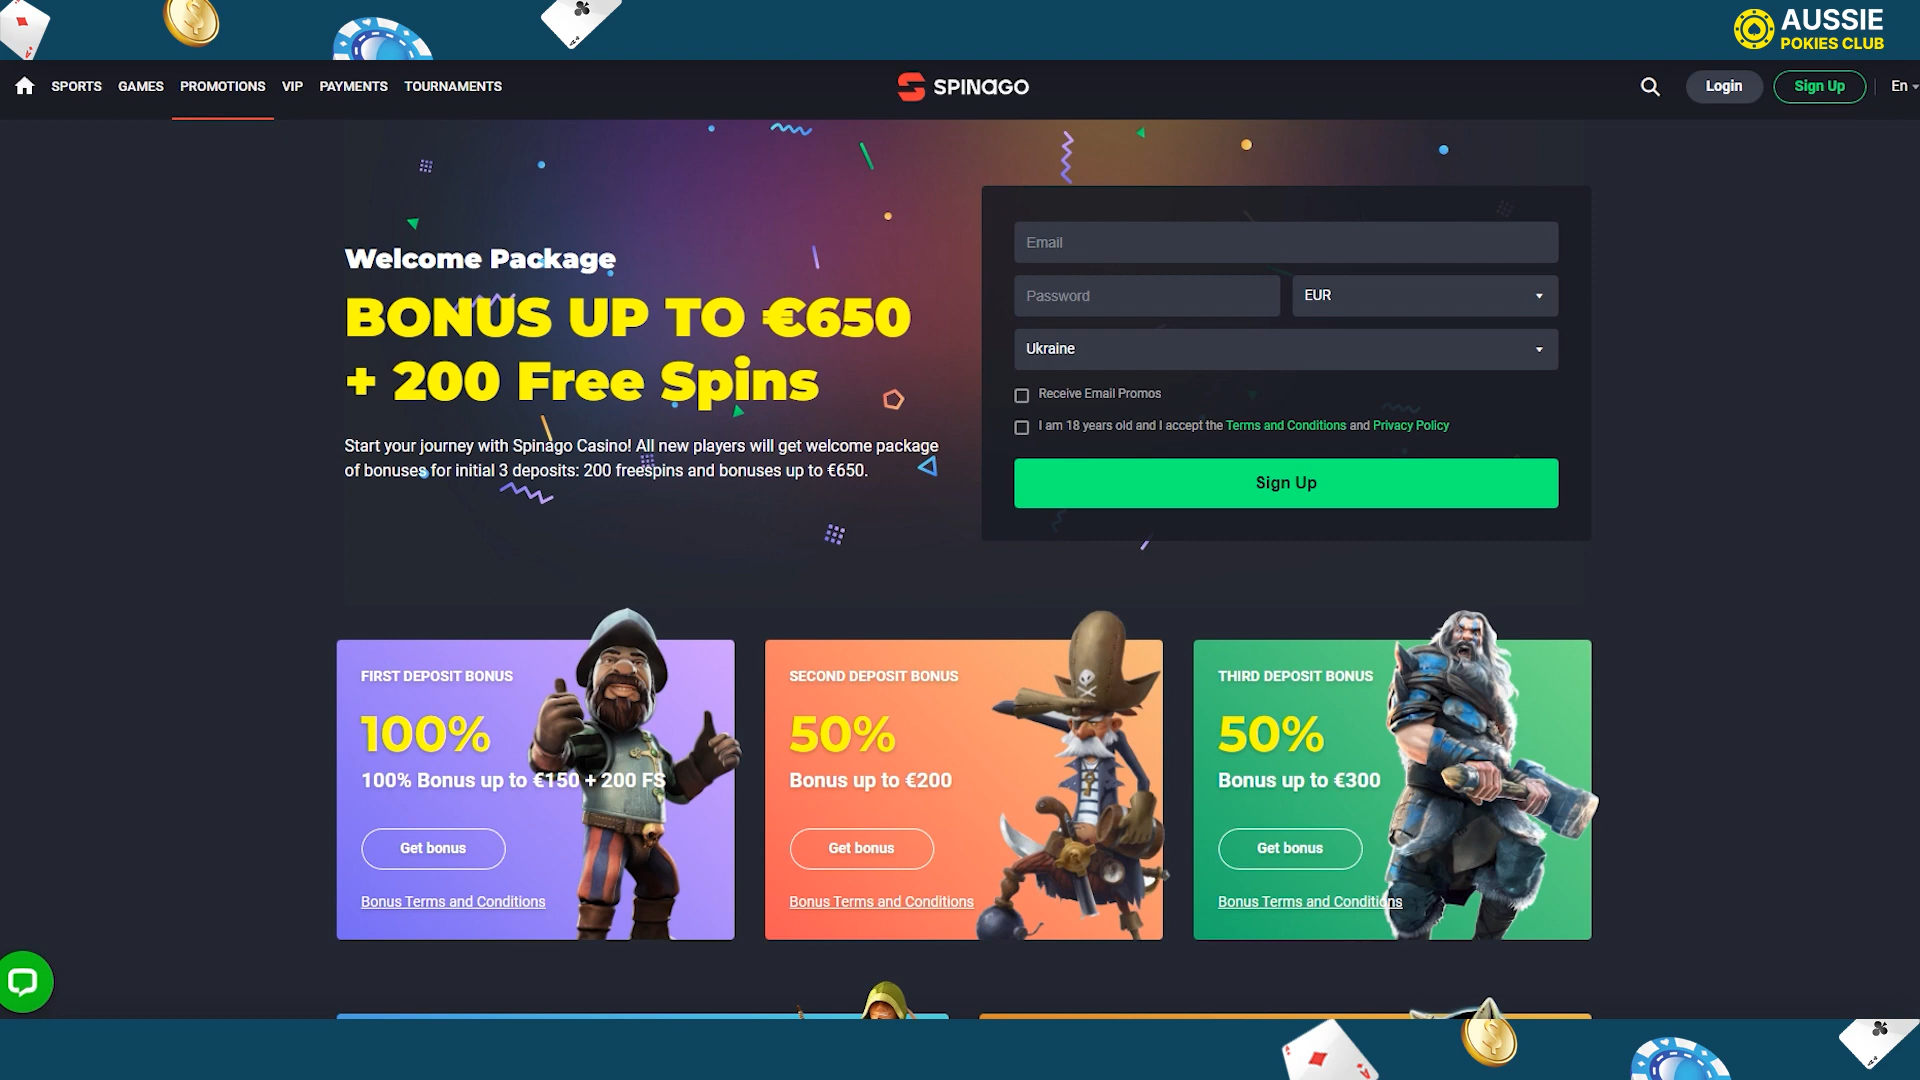 AUSSIE
POKIES CLUB
SPORTS GAMES PROMOTIONS VIP PAYMENTS TOURNAMENTS
SPINAGO
Login
Sign Up
En
Welcome Package
BONUS UP TO €650
+ 200 Free Spins
Start your journey with Spinago Casino! All new players will get welcome package
of bonuses for initial 3 deposits: 200 freespins and bonuses up to €650.
Email
Password
EUR
Ukraine
Receive Email Promos
I am 18 years old and I accept the Terms and Conditions and Privacy Policy
Sign Up
FIRST DEPOSIT BONUS
100%
100% Bonus up to €150 + 200 FS
Get bonus
Bonus Terms and Conditions
SECOND DEPOSIT BONUS
50%
Bonus up to €200
Get bonus
Bonus Terms and Conditions
THIRD DEPOSIT BONUS
50%
Bonus up to €300
Get bonus
Bonus Terms and Conditions